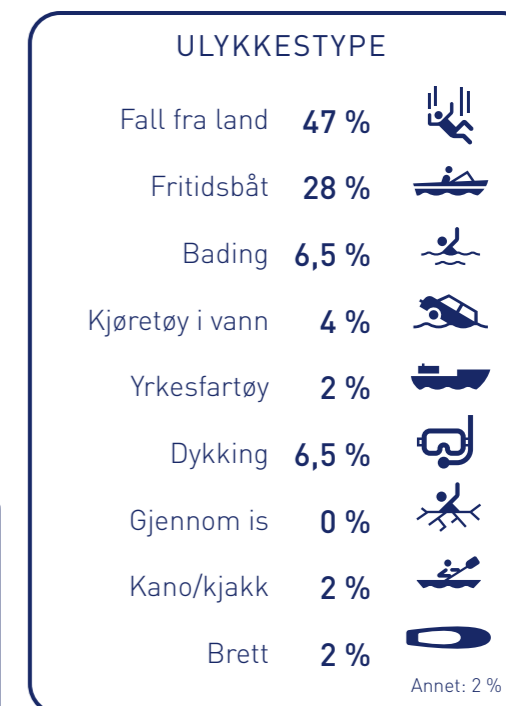 ULYKKESTYPE
Fall fra land 47 %
Fritidsbåt 28 %
Bading 6,5 %
Kjøretøy i vann 4 %
Yrkesfartøy 2 %
Dykking 6,5 %
Gjennom is 0 %
Kano/kjakk 2 %
Brett 2 %
Annet: 2 %